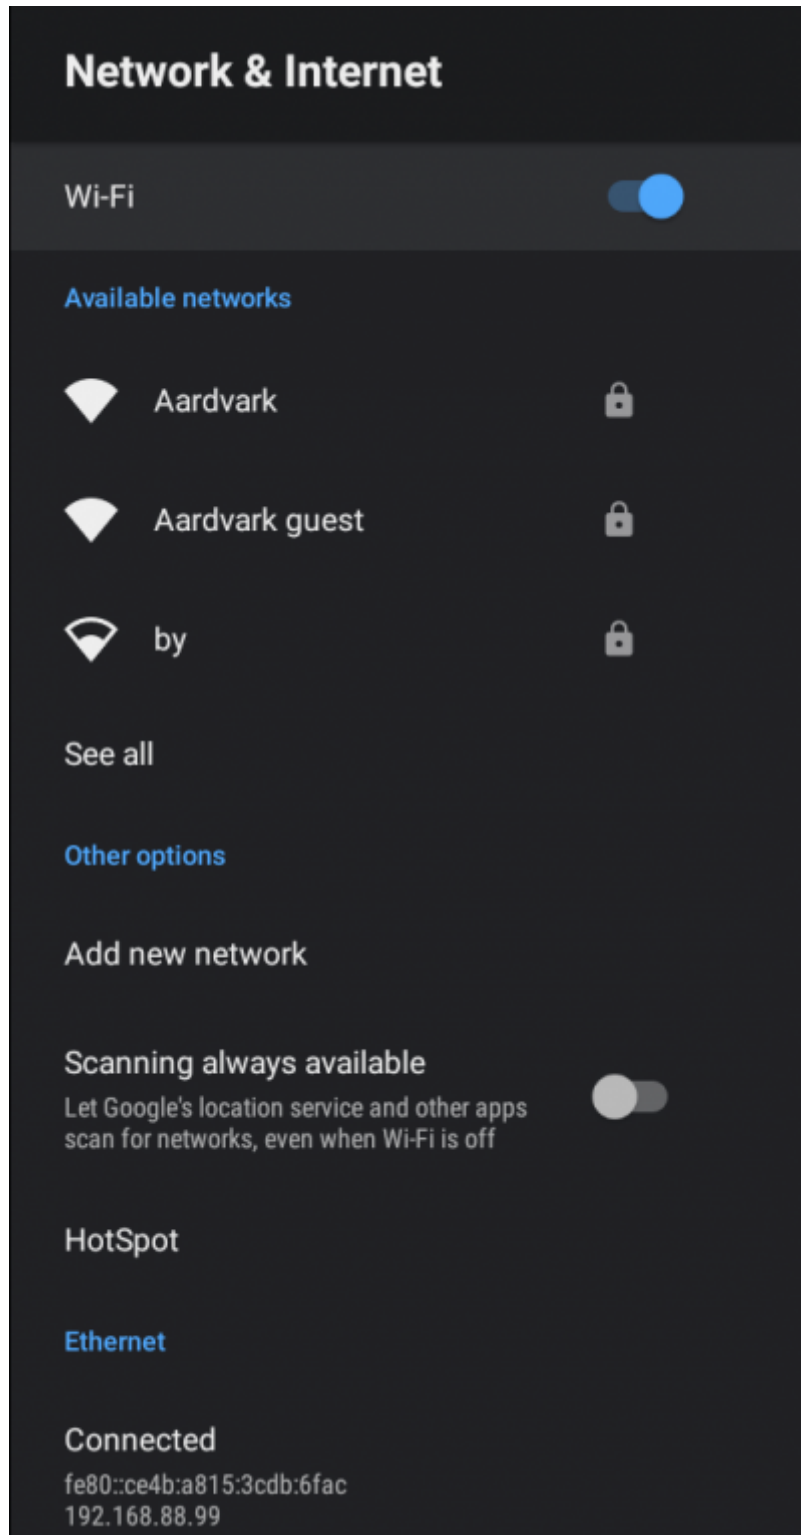 Network & Internet
Wi-Fi
Available networks
Aardvark
Aardvark guest
by
See all
Other options
Add new network
Scanning always available
Let Google's location service and other apps
scan for networks, even when Wi-Fi is off
HotSpot
Ethernet
Connected
fe80::ce4b:a815:3cdb:6fac
192.168.88.99